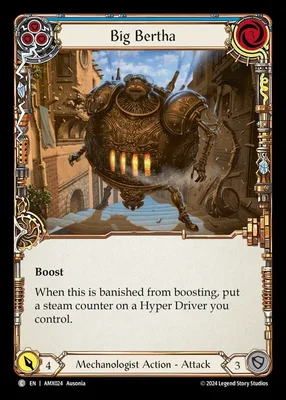 Big Bertha
Boost
When this is banished from boosting, put
a steam counter on a Hyper Driver you
control.
4
Mechanologist Action - Attack
3
C EN | AMX024 Ausonia
© 2024 Legend Story Studios